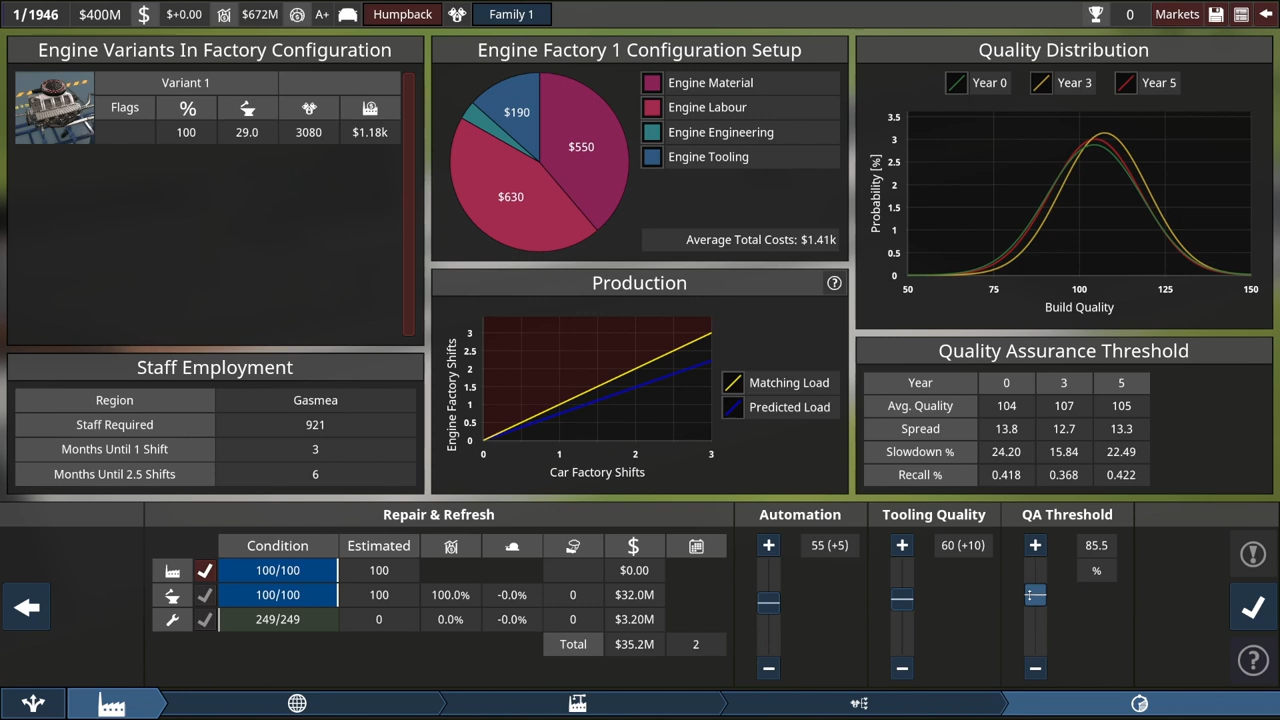 1/1946 $400M $+0.00 $672M A+ Humpback Family 1 0 Markets
Engine Variants In Factory Configuration
Variant 1
Flags %
100 29.0 3080 $1.18k
Staff Employment
Region Gasmea
Staff Required 921
Months Until 1 Shift 3
Months Until 2.5 Shifts 6
Engine Factory 1 Configuration Setup
$190
$550
$630
Engine Material
Engine Labour
Engine Engineering
Engine Tooling
Average Total Costs: $1.41k
Production
?
Engine Factory Shifts
3
2.5
2
1.5
1
0.5
0
0 1 2 3
Car Factory Shifts
Matching Load
Predicted Load
Quality Distribution
Year 0 Year 3 Year 5
Probability [%]
3.5
3
2.5
2
1.5
1
0.5
0
50 75 100 125 150
Build Quality
Quality Assurance Threshold
Year 0 3 5
Avg. Quality 104 107 105
Spread 13.8 12.7 13.3
Slowdown % 24.20 15.84 22.49
Recall % 0.418 0.368 0.422
Repair & Refresh
Condition Estimated $
100/100 100 $0.00
100/100 100 100.0% -0.0% 0 $32.0M
249/249 0 0.0% -0.0% 0 $3.20M
Total $35.2M 2
Automation
+ 55 (+5)
−
Tooling Quality
+ 60 (+10)
−
QA Threshold
+ 85.5
%
−
?